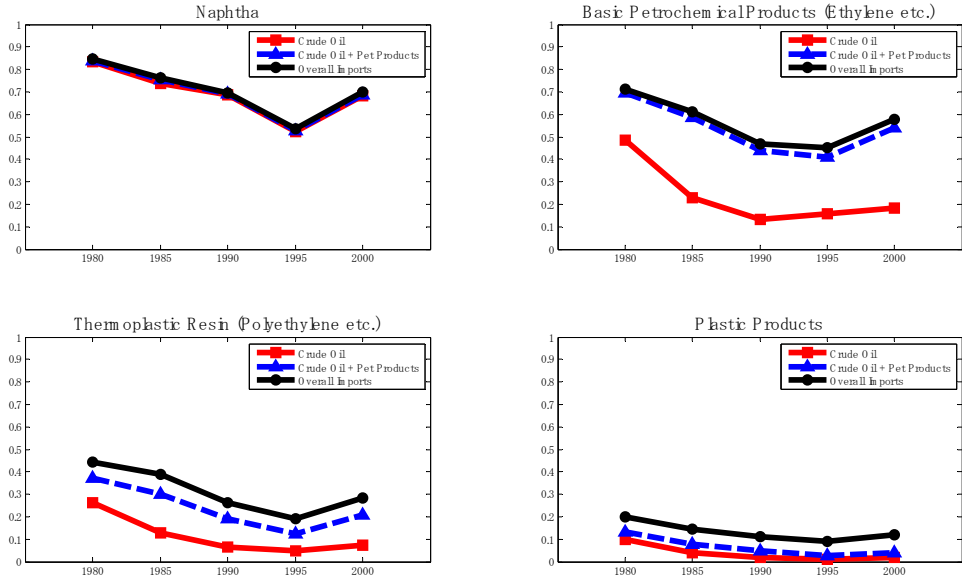 Naphtha
1
0.9
0.8
0.7
0.6
0.5
0.4
0.3
0.2
0.1
0
1980 1985 1990 1995 2000
Crude Oil
Crude Oil + Pet Products
Overall Imports
Basic Petrochemical Products (Ethylene etc.)
1
0.9
0.8
0.7
0.6
0.5
0.4
0.3
0.2
0.1
0
1980 1985 1990 1995 2000
Crude Oil
Crude Oil + Pet Products
Overall Imports
Thermoplastic Resin (Polyethylene etc.)
1
0.9
0.8
0.7
0.6
0.5
0.4
0.3
0.2
0.1
0
1980 1985 1990 1995 2000
Crude Oil
Crude Oil + Pet Products
Overall Imports
Plastic Products
1
0.9
0.8
0.7
0.6
0.5
0.4
0.3
0.2
0.1
0
1980 1985 1990 1995 2000
Crude Oil
Crude Oil + Pet Products
Overall Imports